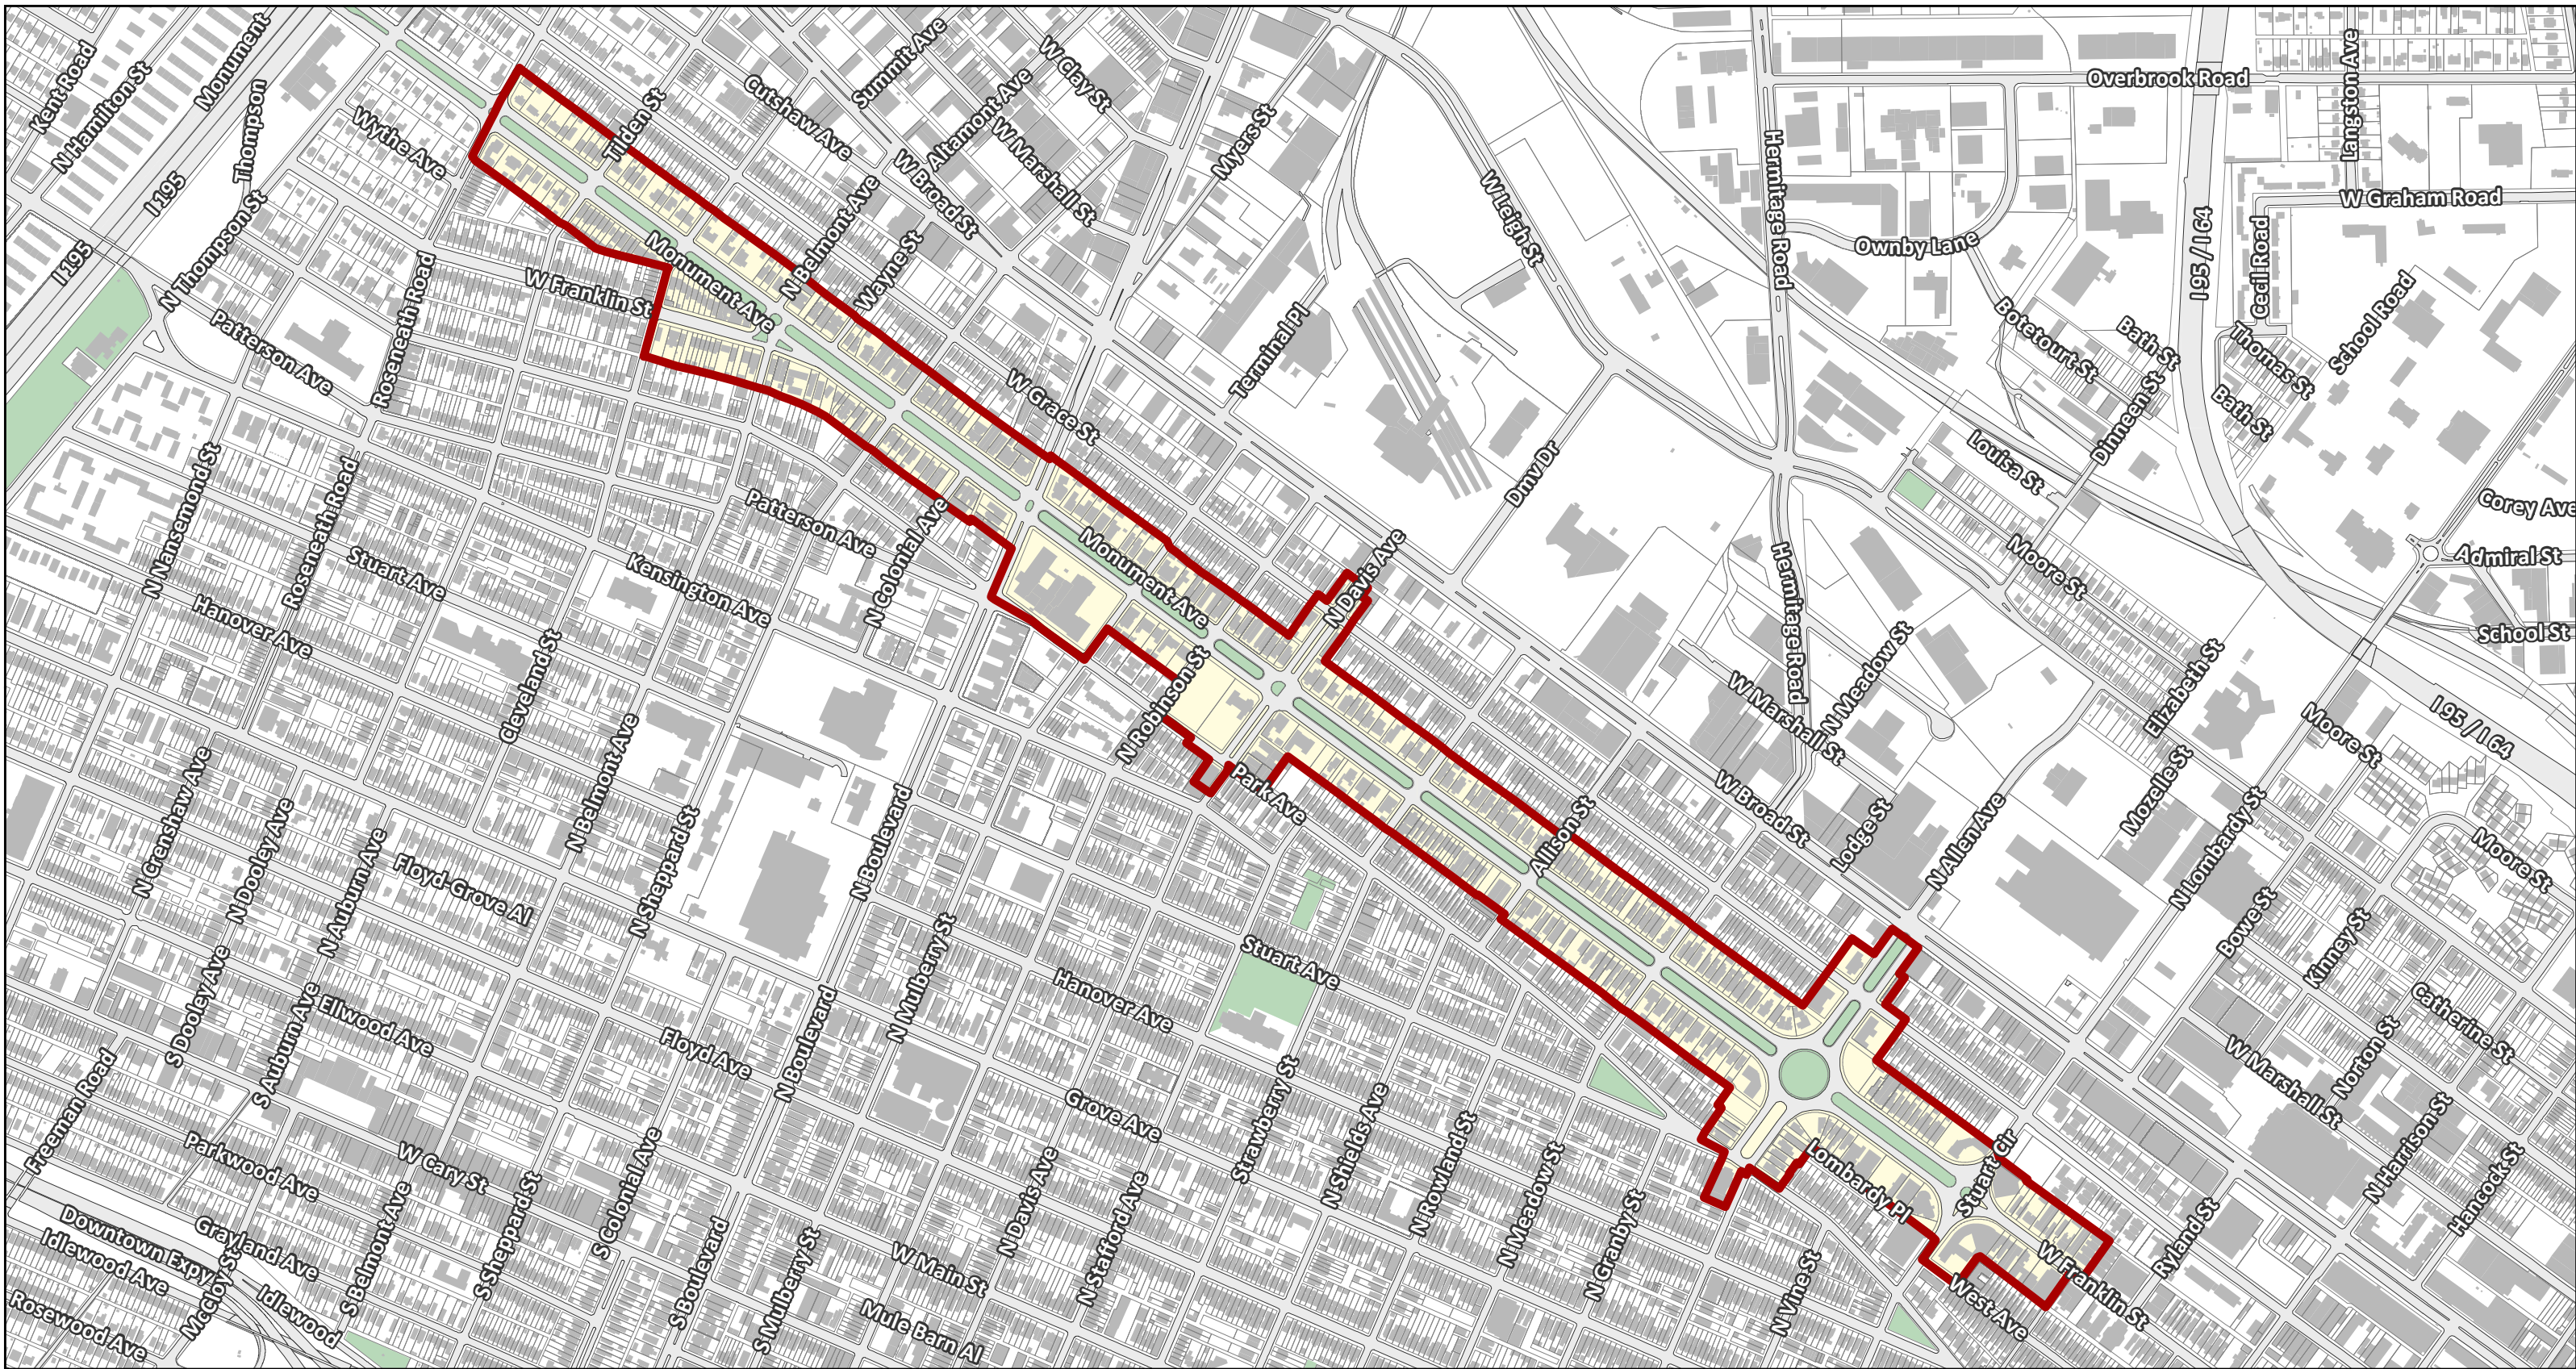 Kent Road
N Hamilton St
Monument
Thompson
I 195
I 195
N Thompson St
Wythe Ave
Tilden St
Cutshaw Ave
Summit Ave
Altamont Ave
W Clay St
W Marshall St
W Broad St
Myers St
N Belmont Ave
Wayne St
Monument Ave
W Franklin St
Roseneath Road
Patterson Ave
W Leigh St
Hermitage Road
Overbrook Road
Langston Ave
W Graham Road
Ownby Lane
I 95 / I 64
Cecil Road
School Road
Botetourt St
Bath St
Thomas St
Bath St
Dinneen St
Terminal Pl
W Grace St
Dmv Dr
Louisa St
Corey Ave
Admiral St
School St
Moore St
N Nansemond St
Roseneath Road
Stuart Ave
Hanover Ave
Kensington Ave
Patterson Ave
N Colonial Ave
Monument Ave
N Davis Ave
Hermitage Road
N Meadow St
W Marshall St
Elizabeth St
I 95 / I 64
Moore St
Cleveland St
N Robinson St
Park Ave
W Broad St
Mozelle St
N Crenshaw Ave
N Dooley Ave
N Auburn Ave
N Belmont Ave
N Sheppard St
N Boulevard
Floyd-Grove Al
Allison St
Lodge St
N Allen Ave
N Lombardy St
Moore St
Bowe St
Kinney St
N Mulberry St
Stuart Ave
Hanover Ave
S Dooley Ave
S Auburn Ave
Ellwood Ave
Floyd Ave
N Boulevard
Catherine St
Norton St
W Marshall St
Freeman Road
Parkwood Ave
W Cary St
S Colonial Ave
Grove Ave
Strawberry St
N Shields Ave
N Rowland St
N Meadow St
N Granby St
Lombardy Pl
Stuart Cir
N Harrison St
Hancock St
Downtown Expy
Idlewood Ave
Grayland Ave
S Belmont Ave
S Sheppard St
S Boulevard
S Mulberry St
N Davis Ave
N Stafford Ave
W Main St
Mule Barn Al
N Vine St
West Ave
W Franklin St
Ryland St
Rosewood Ave
McCloy St
Idlewood